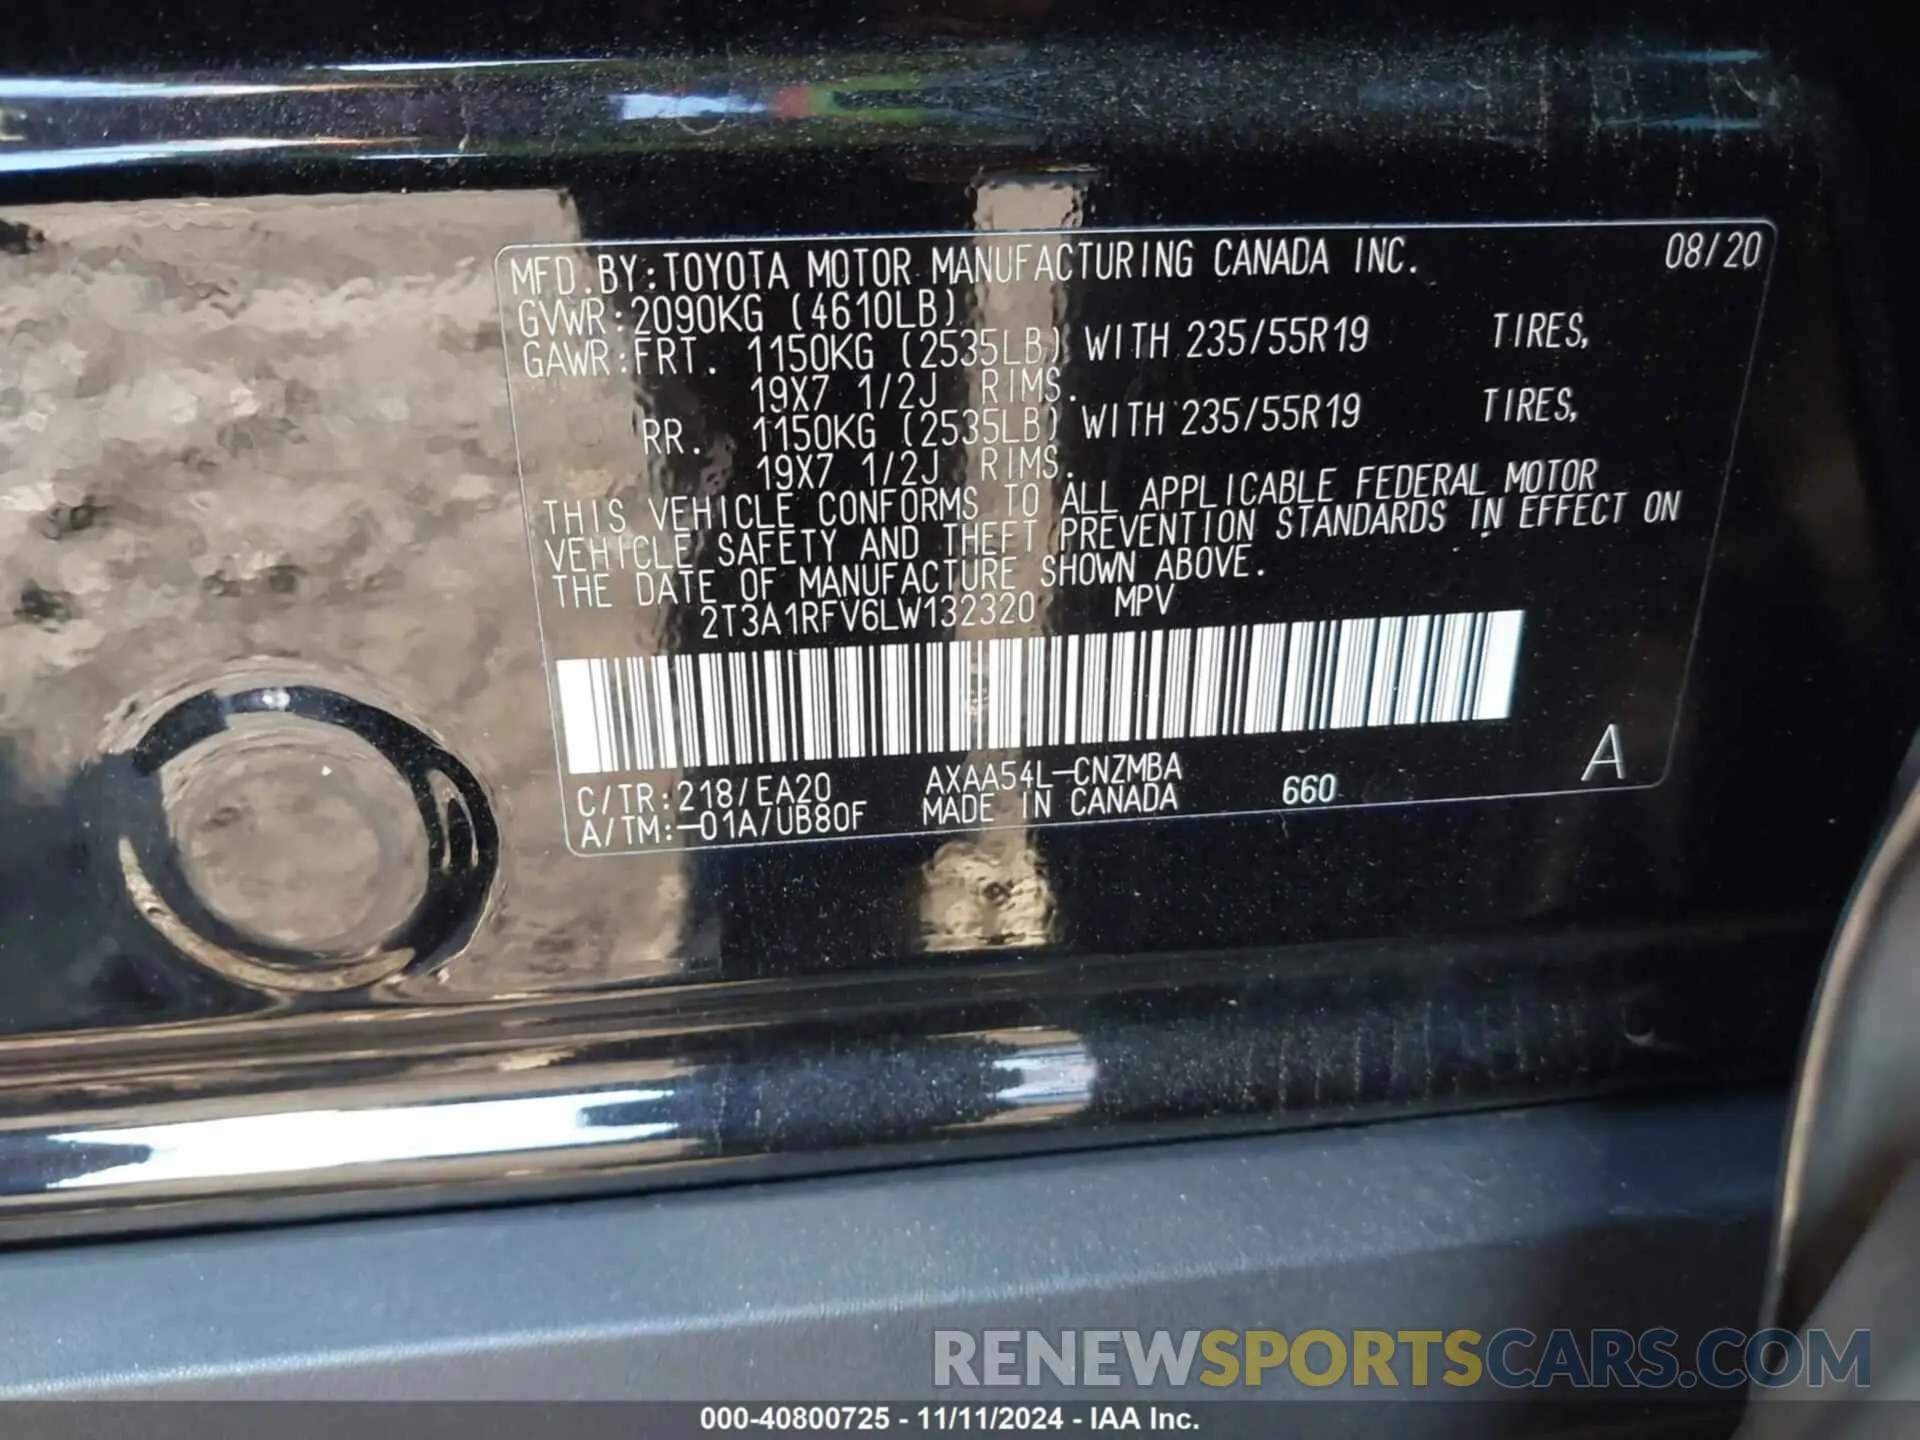 MFD.BY:TOYOTA MOTOR MANUFACTURING CANADA INC. 08/20
GVWR:2090KG (4610LB)
GAWR:FRT. 1150KG (2535LB) WITH 235/55R19 TIRES,
19X7 1/2J RIMS.
RR. 1150KG (2535LB) WITH 235/55R19 TIRES,
19X7 1/2J RIMS.
THIS VEHICLE CONFORMS TO ALL APPLICABLE FEDERAL MOTOR
VEHICLE SAFETY AND THEFT PREVENTION STANDARDS IN EFFECT ON
THE DATE OF MANUFACTURE SHOWN ABOVE.
2T3A1RFV6LW132320 MPV
C/TR:218/EA20 AXAA54L-CNZMBA 660 A
A/TM:-01A/UB80F MADE IN CANADA
RENEWSPORTSCARS.COM
000-40800725 - 11/11/2024 - IAA Inc.